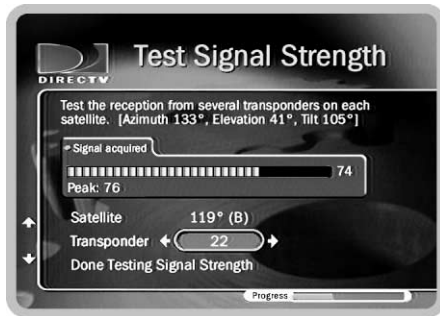 Test Signal Strength
DIRECTV
Test the reception from several transponders on each
satellite. [Azimuth 133°, Elevation 41°, Tilt 105°]
Signal acquired
74
Peak: 76
Satellite 119° (B)
Transponder 22
Done Testing Signal Strength
Progress